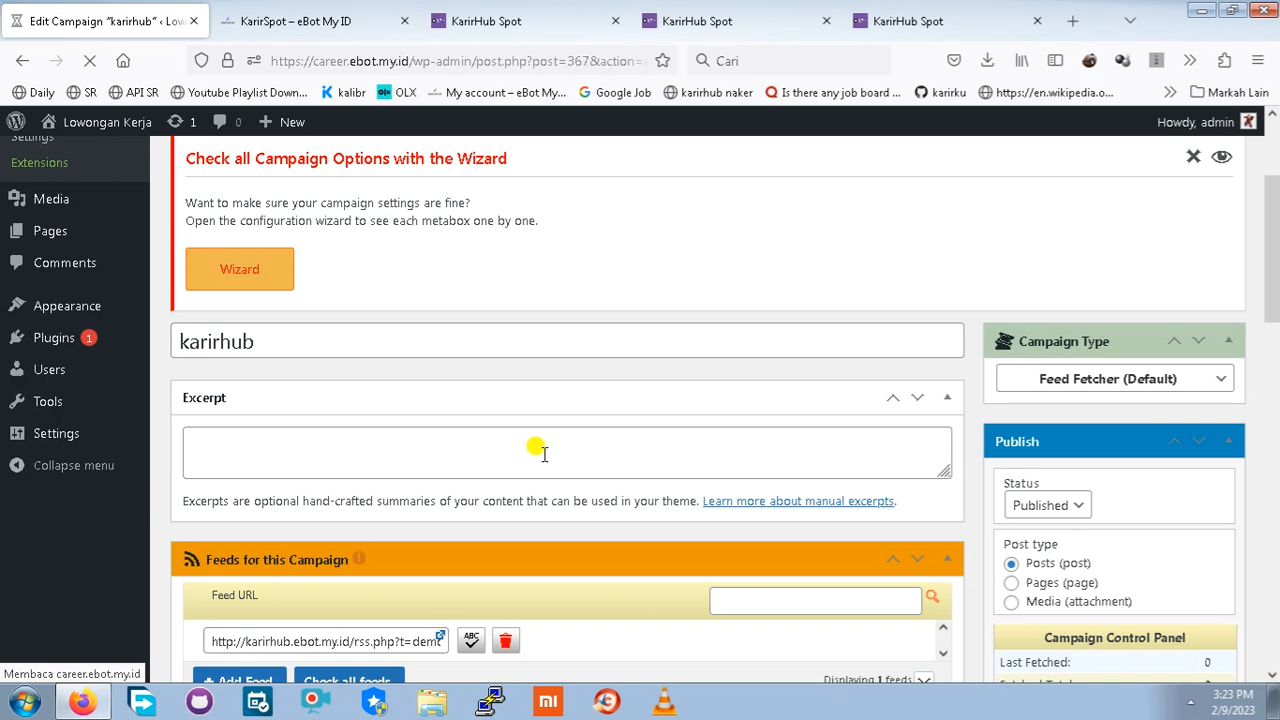 Edit Campaign "karirhub" ‹ Low
KarirSpot – eBot My ID
KarirHub Spot
KarirHub Spot
KarirHub Spot
https://career.ebot.my.id/wp-admin/post.php?post=367&action=
Cari
Daily
SR
API SR
Youtube Playlist Down...
kalibr
OLX
My account – eBot My...
Google Job
karirhub naker
Is there any job board ...
karirku
https://en.wikipedia.o...
Markah Lain
Lowongan Kerja
1
0
New
Howdy, admin
Settings
Extensions
Media
Pages
Comments
Appearance
Plugins 1
Users
Tools
Settings
Collapse menu
Check all Campaign Options with the Wizard
Want to make sure your campaign settings are fine?
Open the configuration wizard to see each metabox one by one.
Wizard
karirhub
Excerpt
Excerpts are optional hand-crafted summaries of your content that can be used in your theme. Learn more about manual excerpts.
Feeds for this Campaign
Feed URL
http://karirhub.ebot.my.id/rss.php?t=demo
ABC
+ Add Feed
Check all feeds
Displaying 1 feeds
Campaign Type
Feed Fetcher (Default)
Publish
Status
Published
Post type
Posts (post)
Pages (page)
Media (attachment)
Campaign Control Panel
Last Fetched: 0
Membaca career.ebot.my.id
3:23 PM
2/9/2023